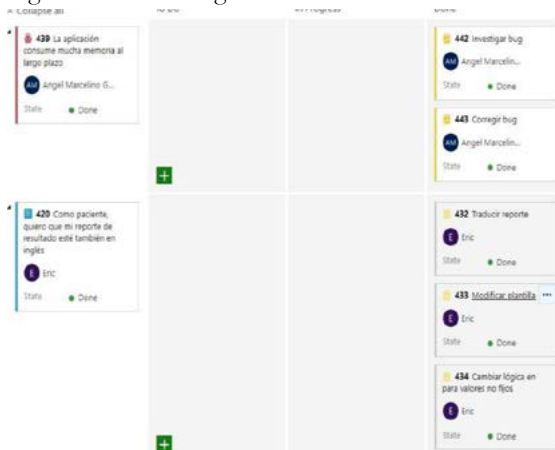 Collapse all
To Do
In Progress
Done
439 La aplicación
consume mucha memoria al
largo plazo
AM Angel Marcelino G...
State Done
442 Investigar bug
AM Angel Marcelin...
State Done
443 Corregir bug
AM Angel Marcelin...
State Done
420 Como paciente,
quiero que mi reporte de
resultado esté también en
inglés
E Eric
State Done
432 Traducir reporte
E Eric
State Done
433 Modificar plantilla ...
E Eric
State Done
434 Cambiar lógica en
para valores no fijos
E Eric
State Done